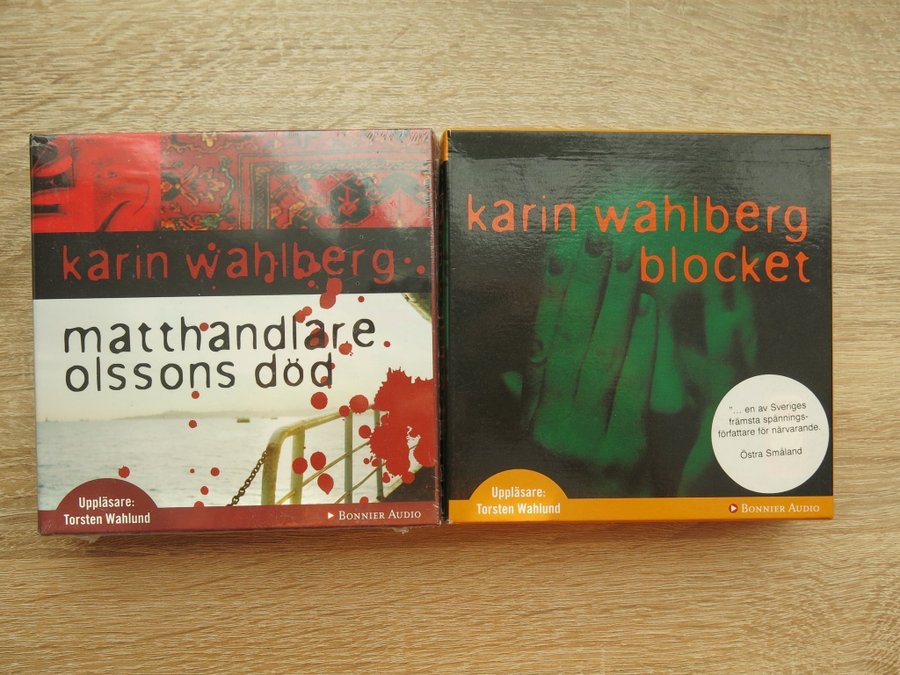 karin wahlberg
matthandlare
olssons död
Uppläsare:
Torsten Wahlund
BONNIER AUDIO
karin wahlberg
blocket
"... en av Sveriges
främsta spännings-
författare för närvarande.
Östra Småland
Uppläsare:
Torsten Wahlund
BONNIER AUDIO